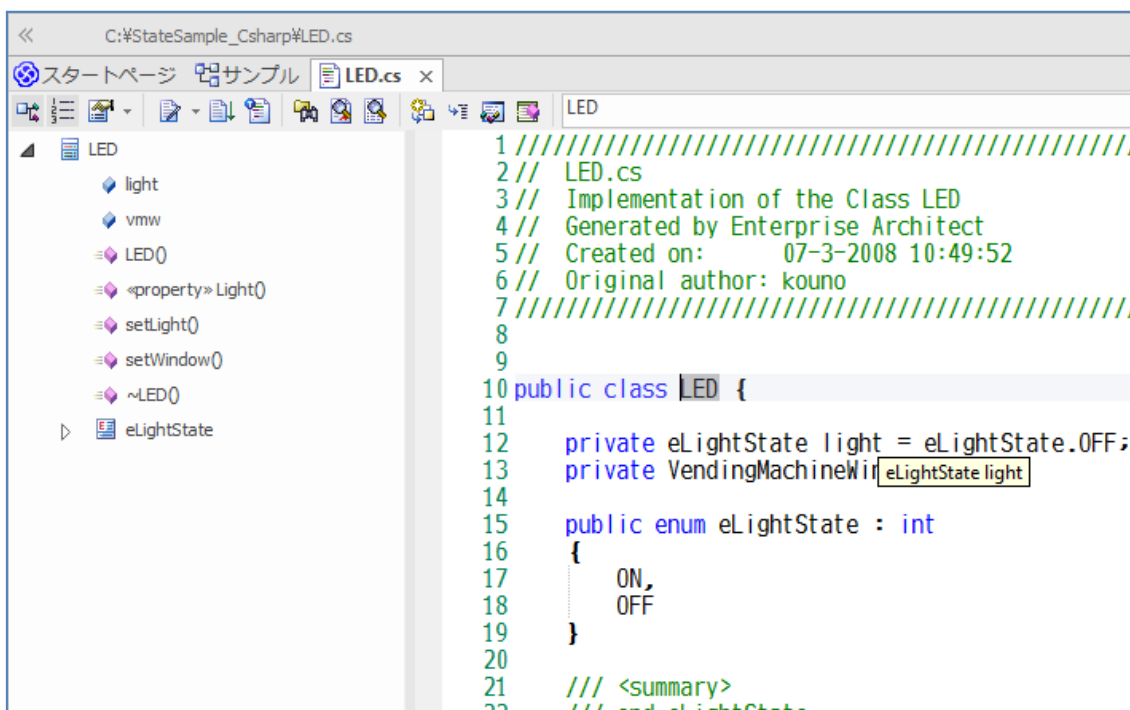 C:¥StateSample_Csharp¥LED.cs
スタートページ サンプル LED.cs ×
LED
LED
light
vmw
LED()
«property» Light()
setLight()
setWindow()
~LED()
eLightState
1 ////////////////////////////////////////////////
2 //  LED.cs
3 //  Implementation of the Class LED
4 //  Generated by Enterprise Architect
5 //  Created on:      07-3-2008 10:49:52
6 //  Original author: kouno
7 ////////////////////////////////////////////////
8
9
10 public class LED {
11
12     private eLightState light = eLightState.OFF;
13     private VendingMachineWin
eLightState light
14
15     public enum eLightState : int
16     {
17         ON,
18         OFF
19     }
20
21     /// <summary>
22     /// end eLightState